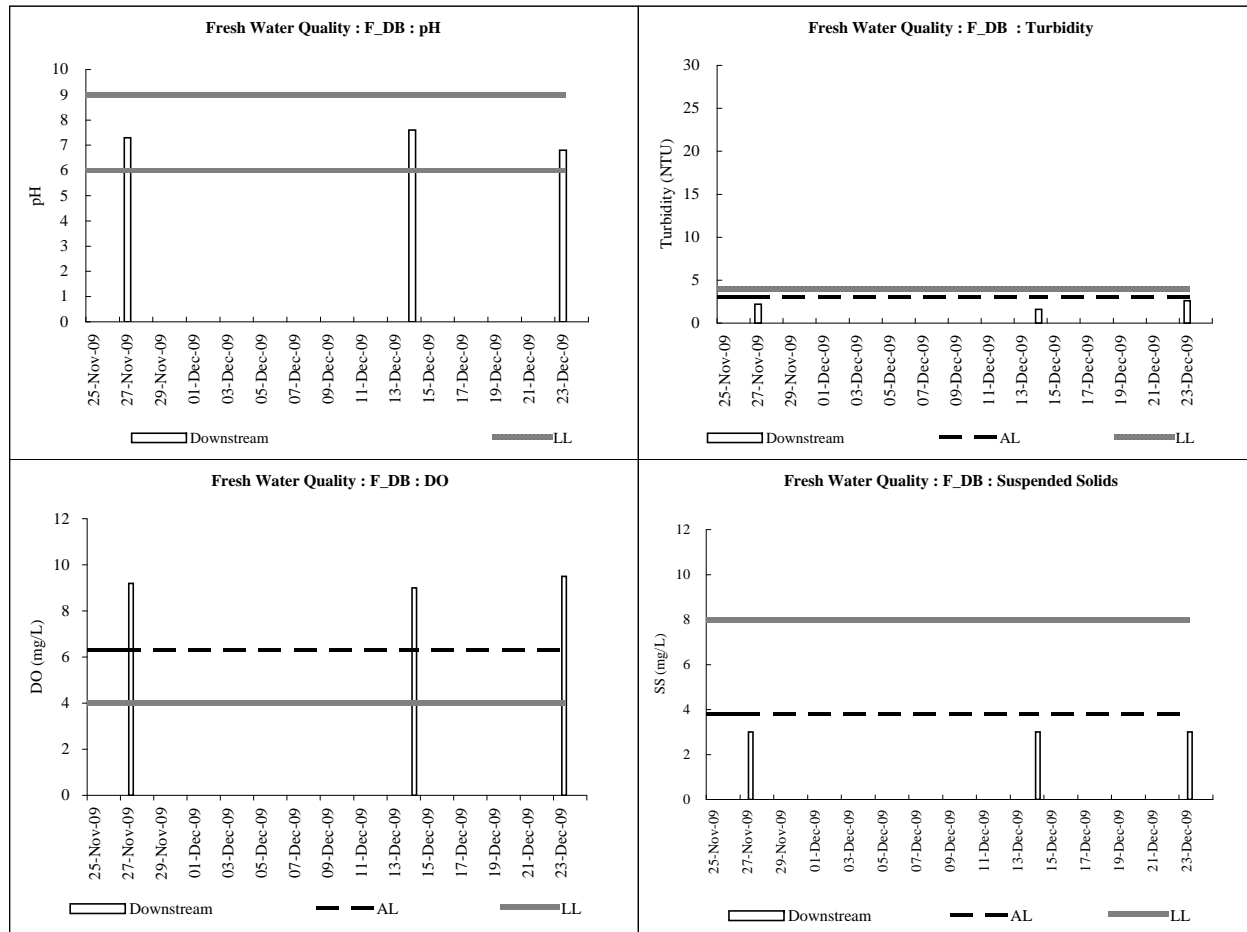 Fresh Water Quality : F_DB : pH
10
9
8
7
6
5
4
3
2
1
0
pH
25-Nov-09
27-Nov-09
29-Nov-09
01-Dec-09
03-Dec-09
05-Dec-09
07-Dec-09
09-Dec-09
11-Dec-09
13-Dec-09
15-Dec-09
17-Dec-09
19-Dec-09
21-Dec-09
23-Dec-09
Downstream LL
Fresh Water Quality : F_DB : Turbidity
30
25
20
15
10
5
0
Turbidity (NTU)
25-Nov-09
27-Nov-09
29-Nov-09
01-Dec-09
03-Dec-09
05-Dec-09
07-Dec-09
09-Dec-09
11-Dec-09
13-Dec-09
15-Dec-09
17-Dec-09
19-Dec-09
21-Dec-09
23-Dec-09
Downstream AL LL
Fresh Water Quality : F_DB : DO
12
10
8
6
4
2
0
DO (mg/L)
25-Nov-09
27-Nov-09
29-Nov-09
01-Dec-09
03-Dec-09
05-Dec-09
07-Dec-09
09-Dec-09
11-Dec-09
13-Dec-09
15-Dec-09
17-Dec-09
19-Dec-09
21-Dec-09
23-Dec-09
Downstream AL LL
Fresh Water Quality : F_DB : Suspended Solids
12
10
8
6
4
2
0
SS (mg/L)
25-Nov-09
27-Nov-09
29-Nov-09
01-Dec-09
03-Dec-09
05-Dec-09
07-Dec-09
09-Dec-09
11-Dec-09
13-Dec-09
15-Dec-09
17-Dec-09
19-Dec-09
21-Dec-09
23-Dec-09
Downstream AL LL